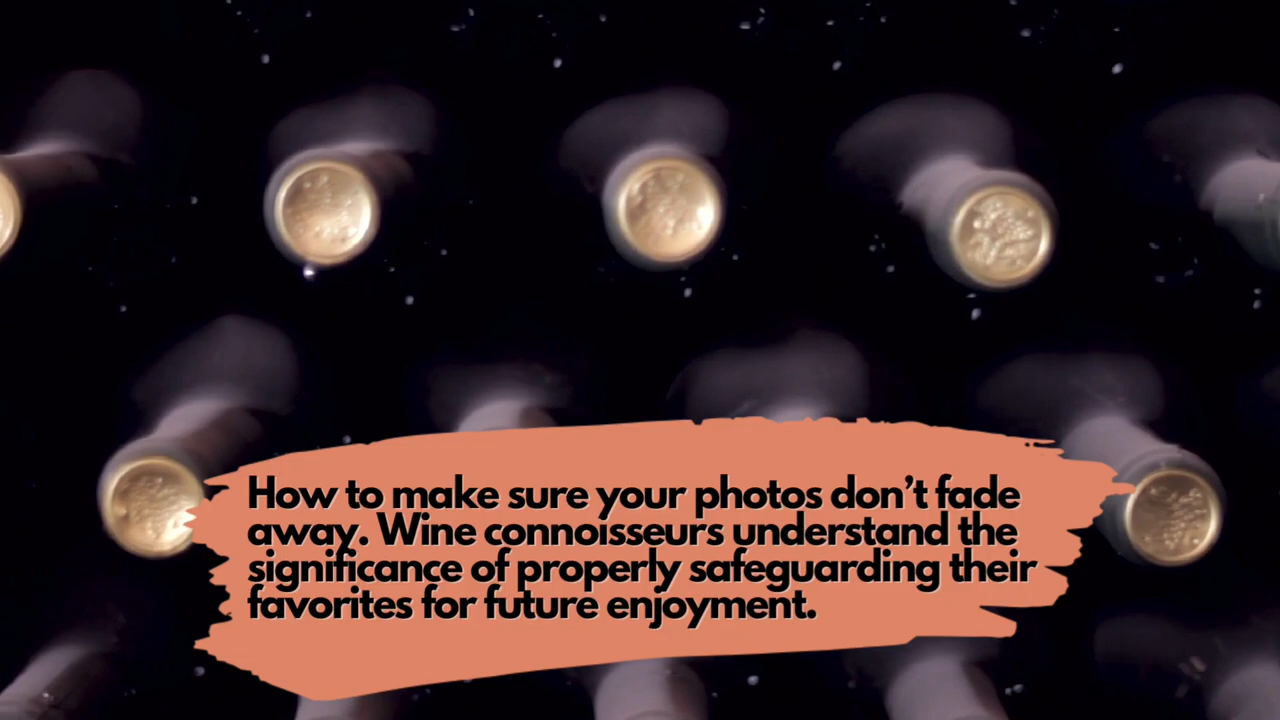 How to make sure your photos don’t fade
away. Wine connoisseurs understand the
significance of properly safeguarding their
favorites for future enjoyment.